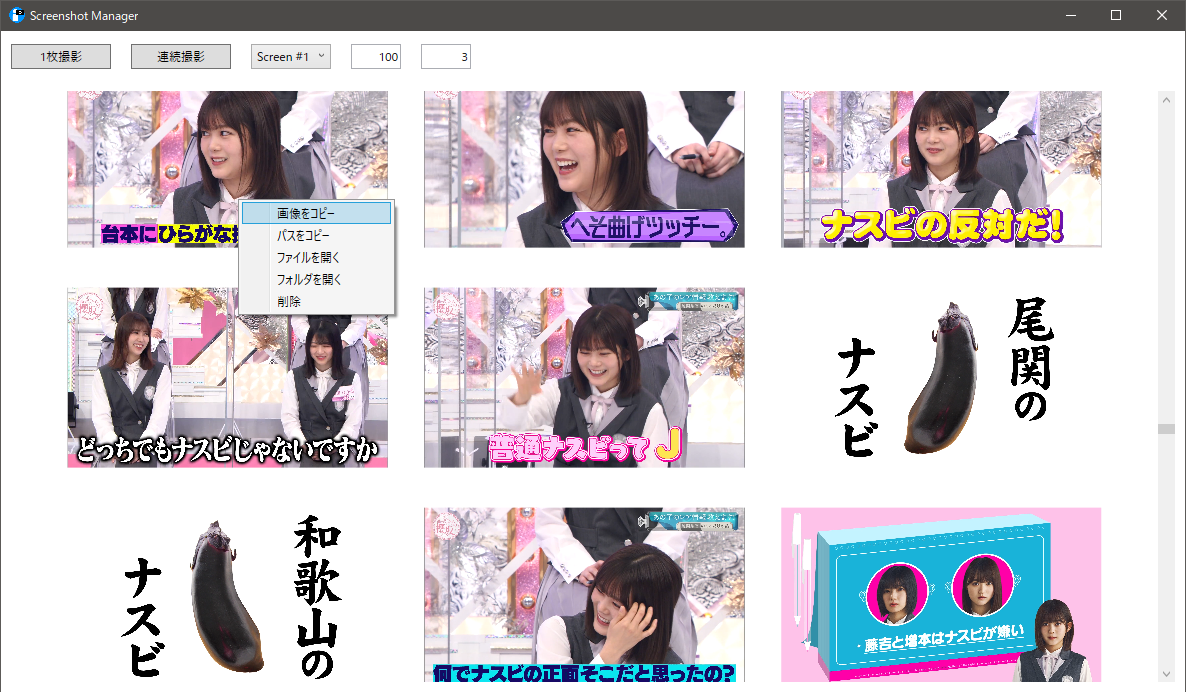 Screenshot Manager
1枚撮影
連続撮影
Screen #1
100
3
台本にひらがな
へそ曲げツッチー。
ナスビの反対だ!
画像をコピー
パスをコピー
ファイルを開く
フォルダを開く
削除
どっちでもナスビじゃないですか
普通ナスビってJ
尾関の
ナスビ
和歌山の
ナスビ
何でナスビの正面そこだと思ったの?
藤吉と増本はナスビが嫌い